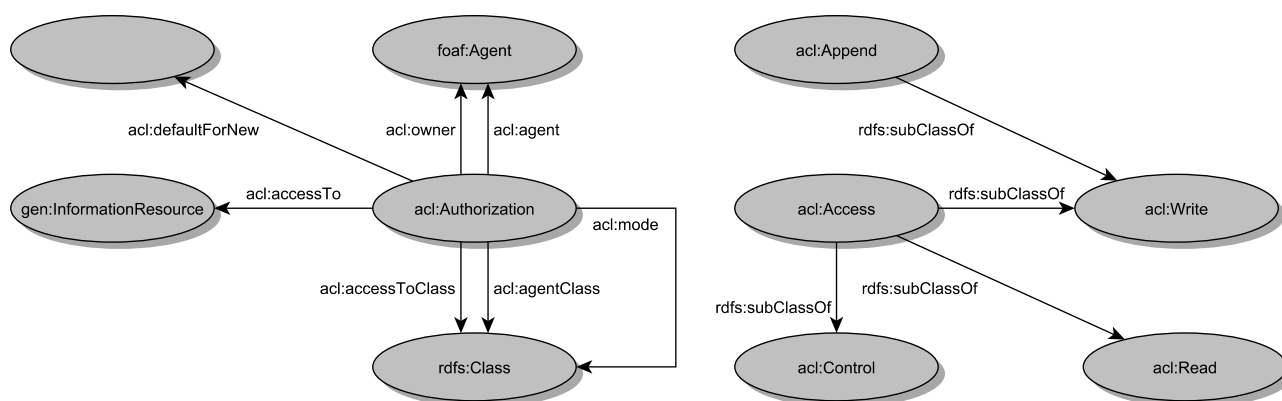 foaf:Agent
acl:Append
acl:defaultForNew
acl:owner
acl:agent
rdfs:subClassOf
gen:InformationResource
acl:accessTo
acl:Authorization
acl:mode
acl:Access
rdfs:subClassOf
acl:Write
acl:accessToClass
acl:agentClass
rdfs:subClassOf
rdfs:subClassOf
rdfs:Class
acl:Control
acl:Read